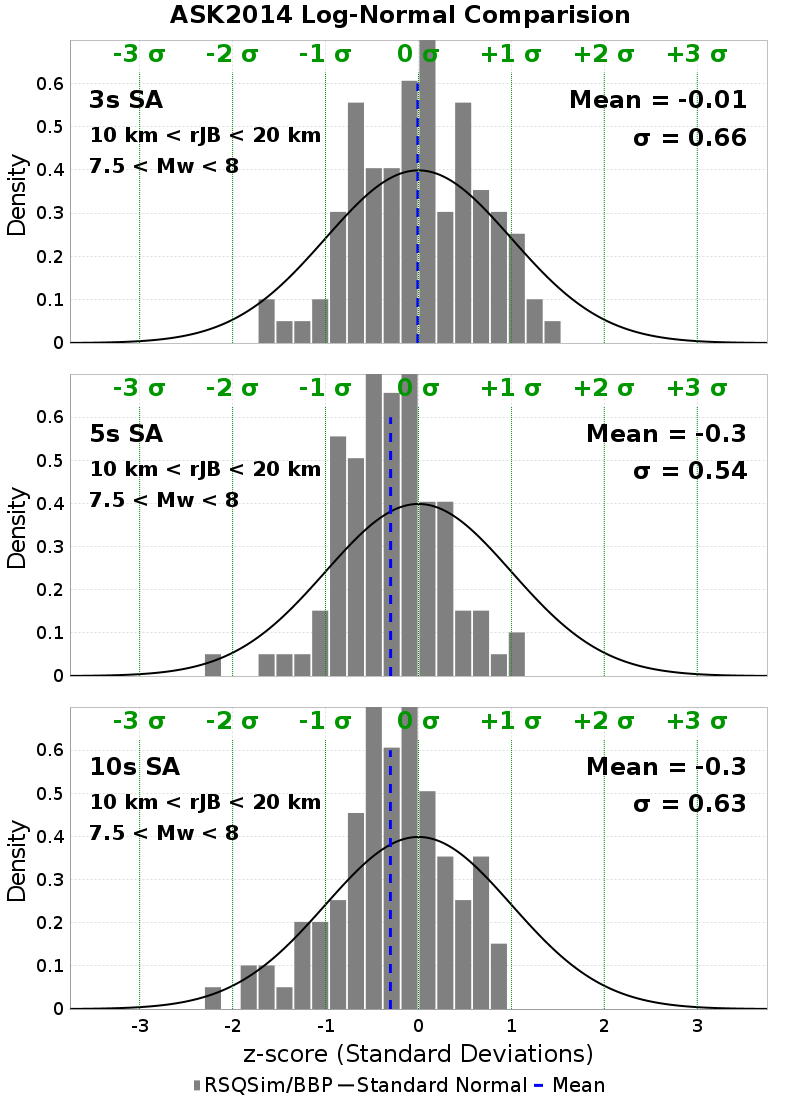 ASK2014 Log-Normal Comparision
-3 σ -2 σ -1 σ 0 σ +1 σ +2 σ +3 σ
3s SA
10 km < rJB < 20 km
7.5 < Mw < 8
Mean = -0.01
σ = 0.66
Density
0.6
0.5
0.4
0.3
0.2
0.1
0
-3 σ -2 σ -1 σ 0 σ +1 σ +2 σ +3 σ
5s SA
10 km < rJB < 20 km
7.5 < Mw < 8
Mean = -0.3
σ = 0.54
Density
0.6
0.5
0.4
0.3
0.2
0.1
0
-3 σ -2 σ -1 σ 0 σ +1 σ +2 σ +3 σ
10s SA
10 km < rJB < 20 km
7.5 < Mw < 8
Mean = -0.3
σ = 0.63
Density
0.6
0.5
0.4
0.3
0.2
0.1
0
-3 -2 -1 0 1 2 3
z-score (Standard Deviations)
RSQSim/BBP Standard Normal Mean